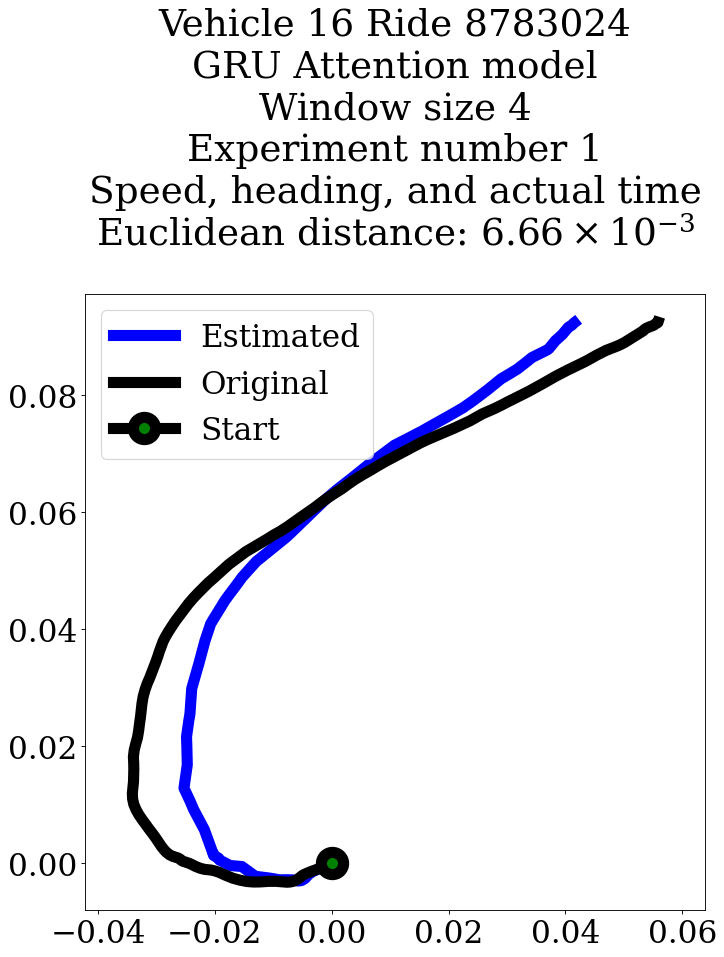 Vehicle 16 Ride 8783024
GRU Attention model
Window size 4
Experiment number 1
Speed, heading, and actual time
Euclidean distance: 6.66 × 10⁻³
Estimated
Original
Start
0.08
0.06
0.04
0.02
0.00
−0.04 −0.02 0.00 0.02 0.04 0.06